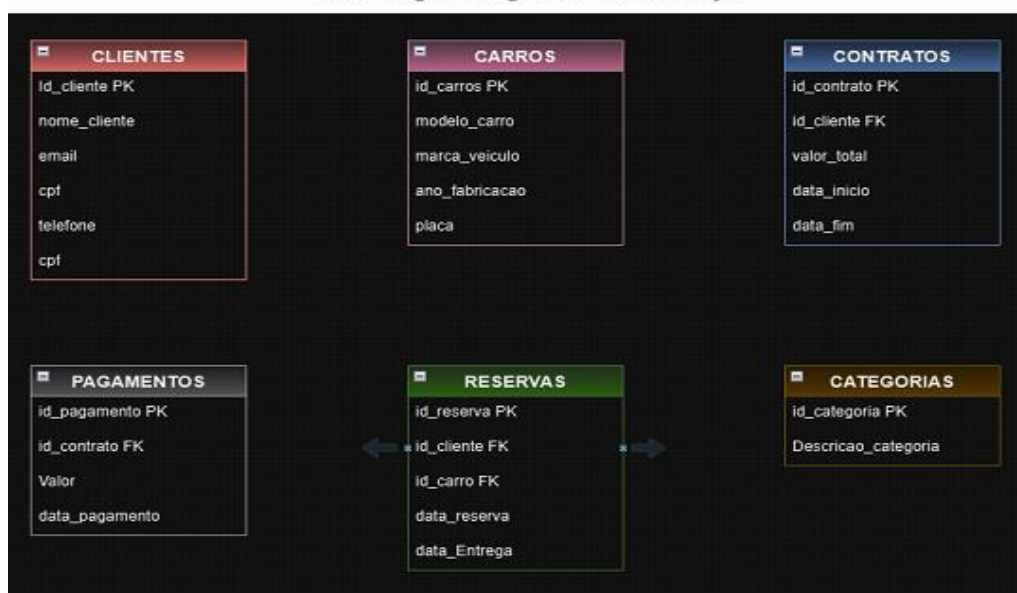 CLIENTES
Id_cliente PK
nome_cliente
email
cpf
telefone
cpf
CARROS
id_carros PK
modelo_carro
marca_veiculo
ano_fabricacao
placa
CONTRATOS
id_contrato PK
id_cliente FK
valor_total
data_inicio
data_fim
PAGAMENTOS
id_pagamento PK
id_contrato FK
Valor
data_pagamento
RESERVAS
id_reserva PK
id_cliente FK
id_carro FK
data_reserva
data_Entrega
CATEGORIAS
id_categoria PK
Descricao_categoria